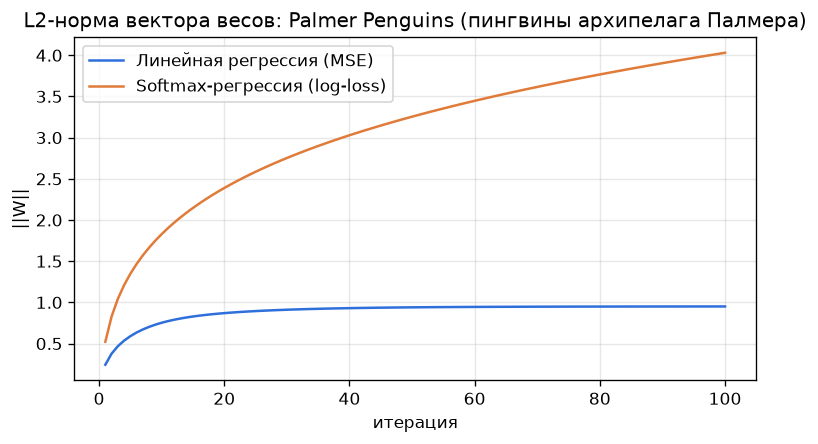 L2-норма вектора весов: Palmer Penguins (пингвины архипелага Палмера)
Линейная регрессия (MSE)
Softmax-регрессия (log-loss)
||W||
4.0
3.5
3.0
2.5
2.0
1.5
1.0
0.5
0 20 40 60 80 100
итерация